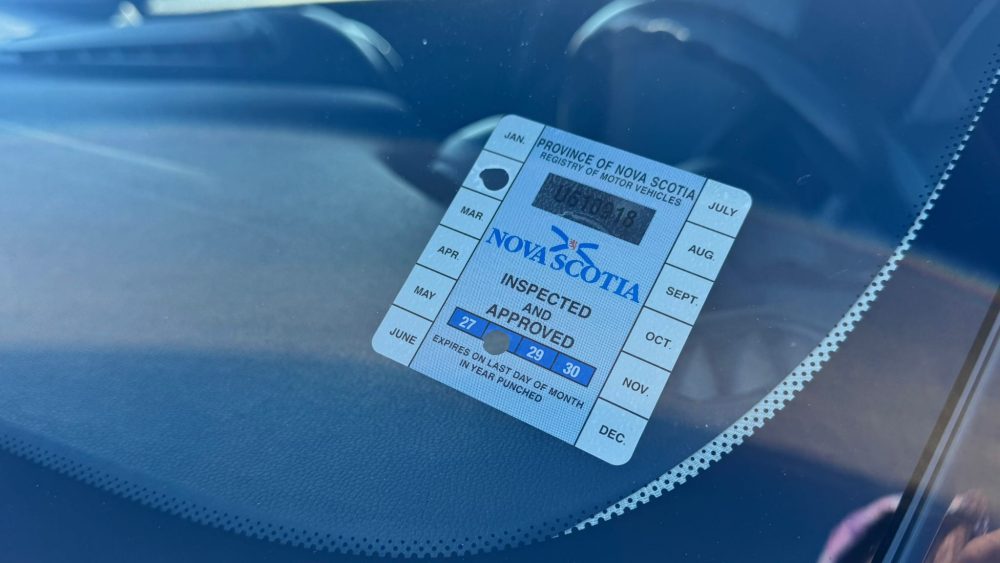 JAN.
MAR
APR.
MAY
JUNE
PROVINCE OF NOVA SCOTIA
REGISTRY OF MOTOR VEHICLES
NOVA SCOTIA
INSPECTED
AND
APPROVED
27 29 30
EXPIRES ON LAST DAY OF MONTH
IN YEAR PUNCHED
JULY
AUG.
SEPT.
OCT.
NOV.
DEC.